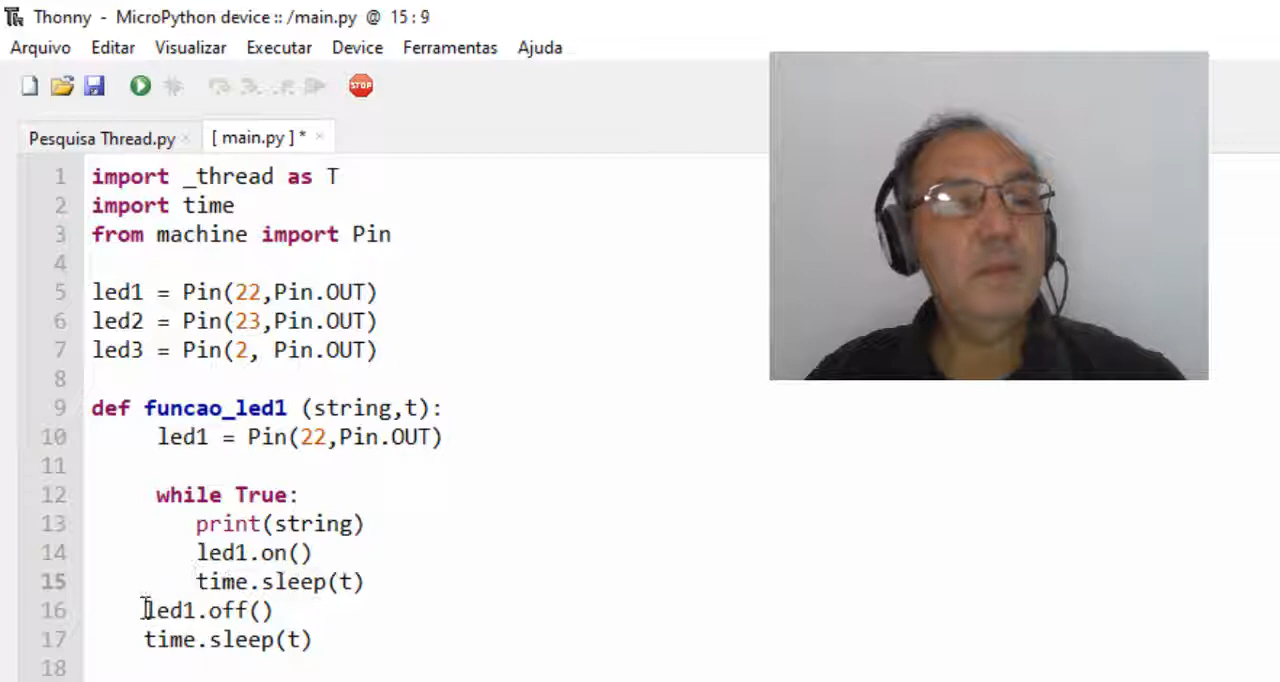 Thonny - MicroPython device :: /main.py @ 15 : 9
Arquivo Editar Visualizar Executar Device Ferramentas Ajuda
STOP
Pesquisa Thread.py × [ main.py ] * ×
1 import _thread as T
2 import time
3 from machine import Pin
4
5 led1 = Pin(22,Pin.OUT)
6 led2 = Pin(23,Pin.OUT)
7 led3 = Pin(2, Pin.OUT)
8
9 def funcao_led1 (string,t):
10 led1 = Pin(22,Pin.OUT)
11
12 while True:
13 print(string)
14 led1.on()
15 time.sleep(t)
16 led1.off()
17 time.sleep(t)
18